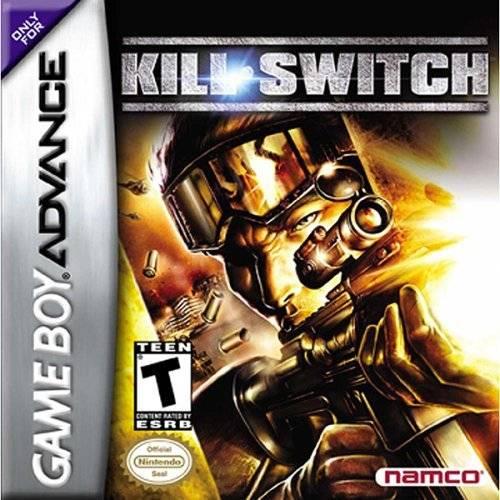 ONLY
FOR
GAME BOY ADVANCE
KILL.SWITCH
TEEN
T
CONTENT RATED BY
ESRB
Official
Nintendo
Seal
namco